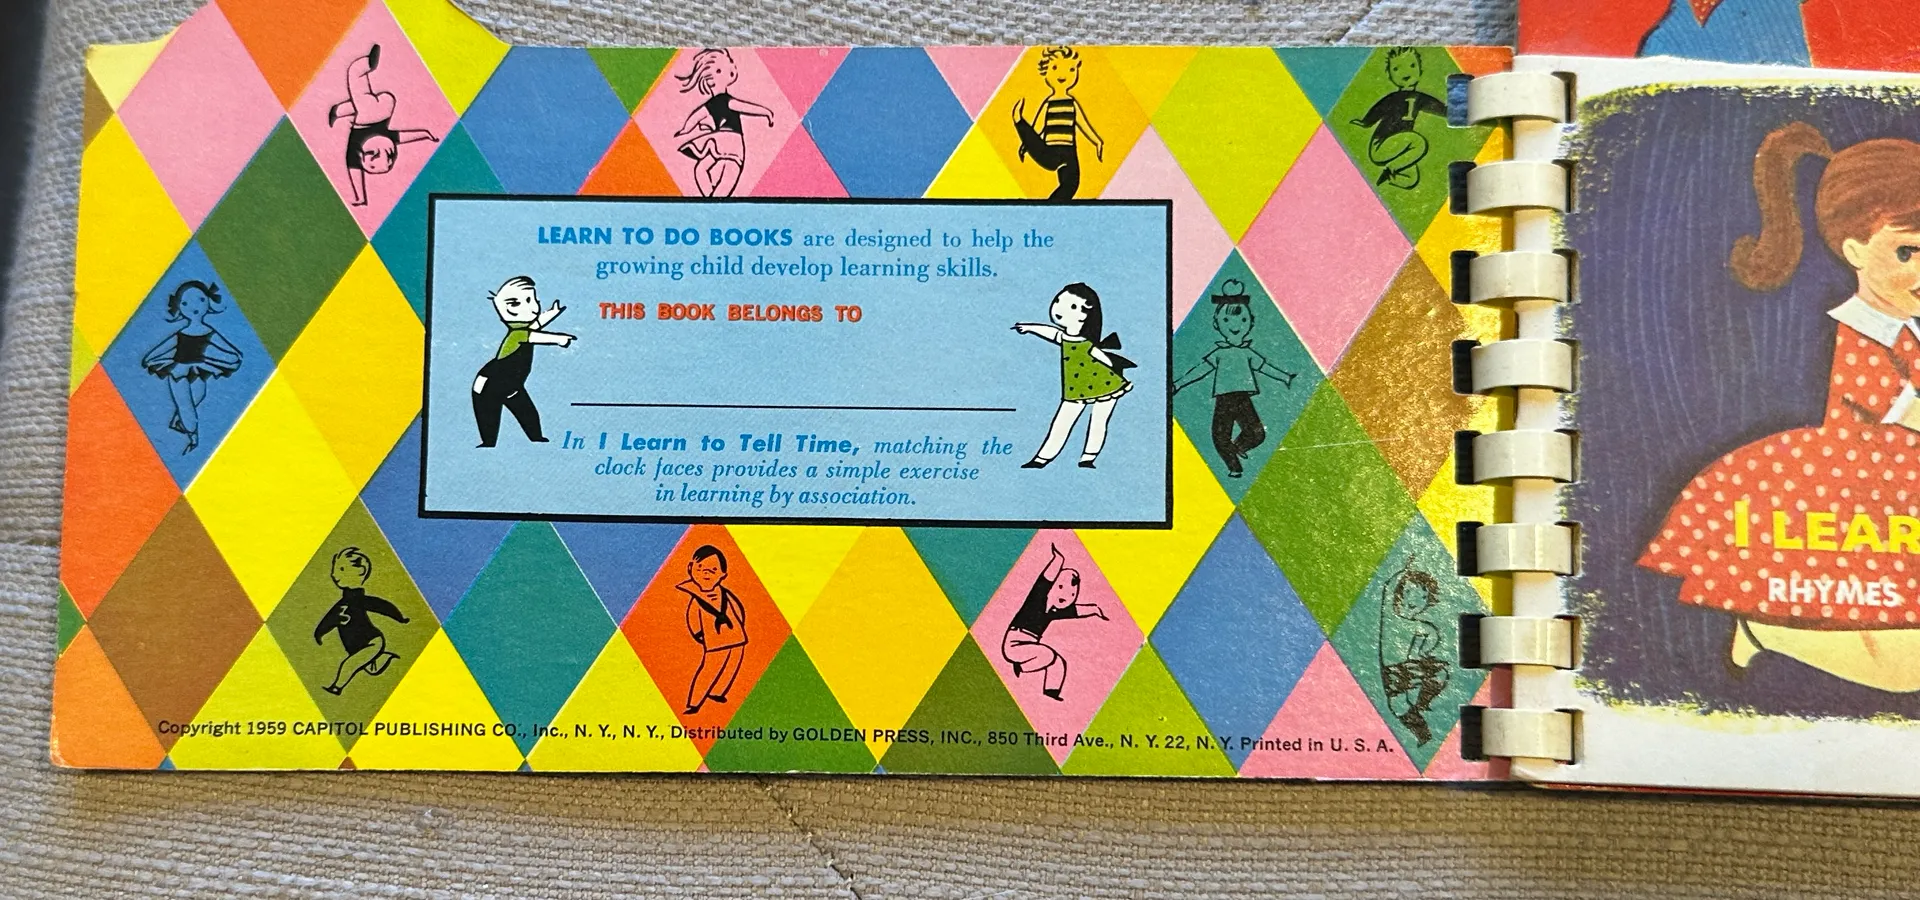 LEARN TO DO BOOKS are designed to help the
growing child develop learning skills.
THIS BOOK BELONGS TO
In I Learn to Tell Time, matching the
clock faces provides a simple exercise
in learning by association.
1
3
Copyright 1959 CAPITOL PUBLISHING CO., Inc., N. Y., N. Y., Distributed by GOLDEN PRESS, INC., 850 Third Ave., N. Y. 22, N. Y. Printed in U. S. A.
I LEAR
RHYMES